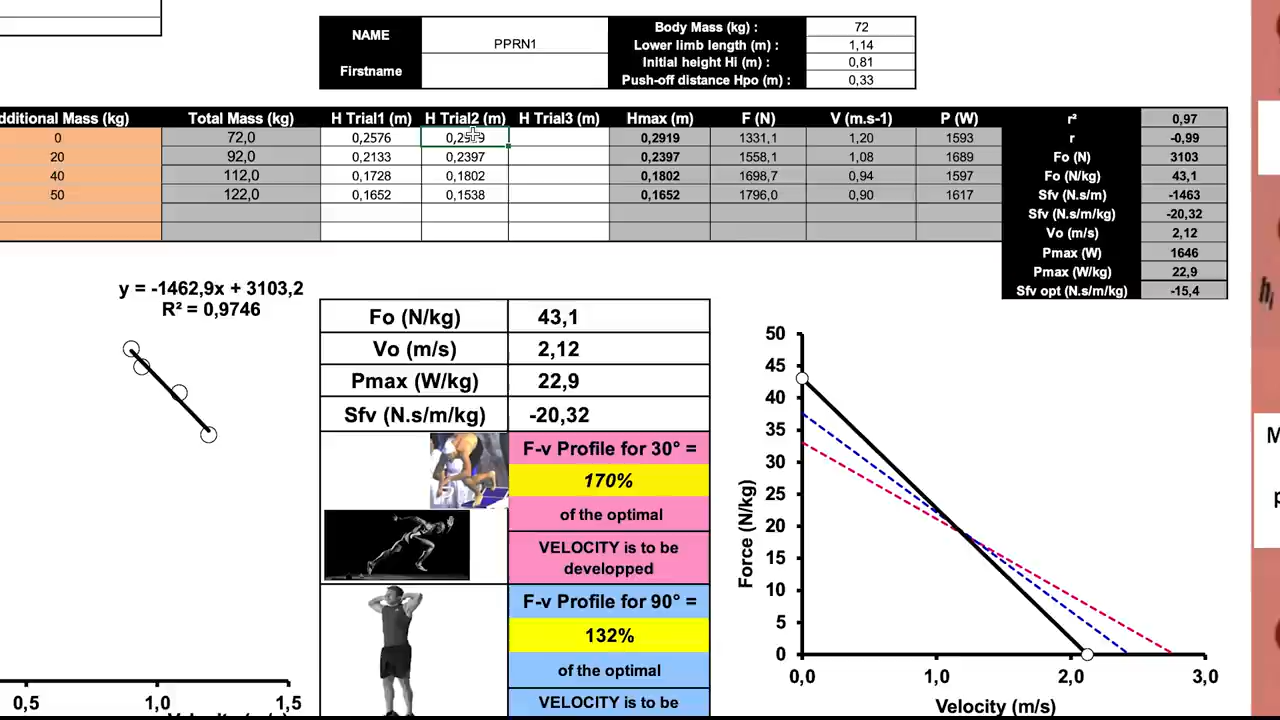 NAME
PPRN1
Firstname
Body Mass (kg) : 72
Lower limb length (m) : 1,14
Initial height Hi (m) : 0,81
Push-off distance Hpo (m) : 0,33
dditional Mass (kg) Total Mass (kg) H Trial1 (m) H Trial2 (m) H Trial3 (m) Hmax (m) F (N) V (m.s-1) P (W)
0 72,0 0,2576 0,2919 0,2919 1331,1 1,20 1593
20 92,0 0,2133 0,2397 0,2397 1558,1 1,08 1689
40 112,0 0,1728 0,1802 0,1802 1698,7 0,94 1597
50 122,0 0,1652 0,1538 0,1652 1796,0 0,90 1617
r² 0,97
r -0,99
Fo (N) 3103
Fo (N/kg) 43,1
Sfv (N.s/m) -1463
Sfv (N.s/m/kg) -20,32
Vo (m/s) 2,12
Pmax (W) 1646
Pmax (W/kg) 22,9
Sfv opt (N.s/m/kg) -15,4
y = -1462,9x + 3103,2
R² = 0,9746
0,5 1,0 1,5
Fo (N/kg) 43,1
Vo (m/s) 2,12
Pmax (W/kg) 22,9
Sfv (N.s/m/kg) -20,32
F-v Profile for 30° =
170%
of the optimal
VELOCITY is to be
developped
F-v Profile for 90° =
132%
of the optimal
VELOCITY is to be
Force (N/kg)
50
45
40
35
30
25
20
15
10
5
0
0,0 1,0 2,0 3,0
Velocity (m/s)
hi
M
p